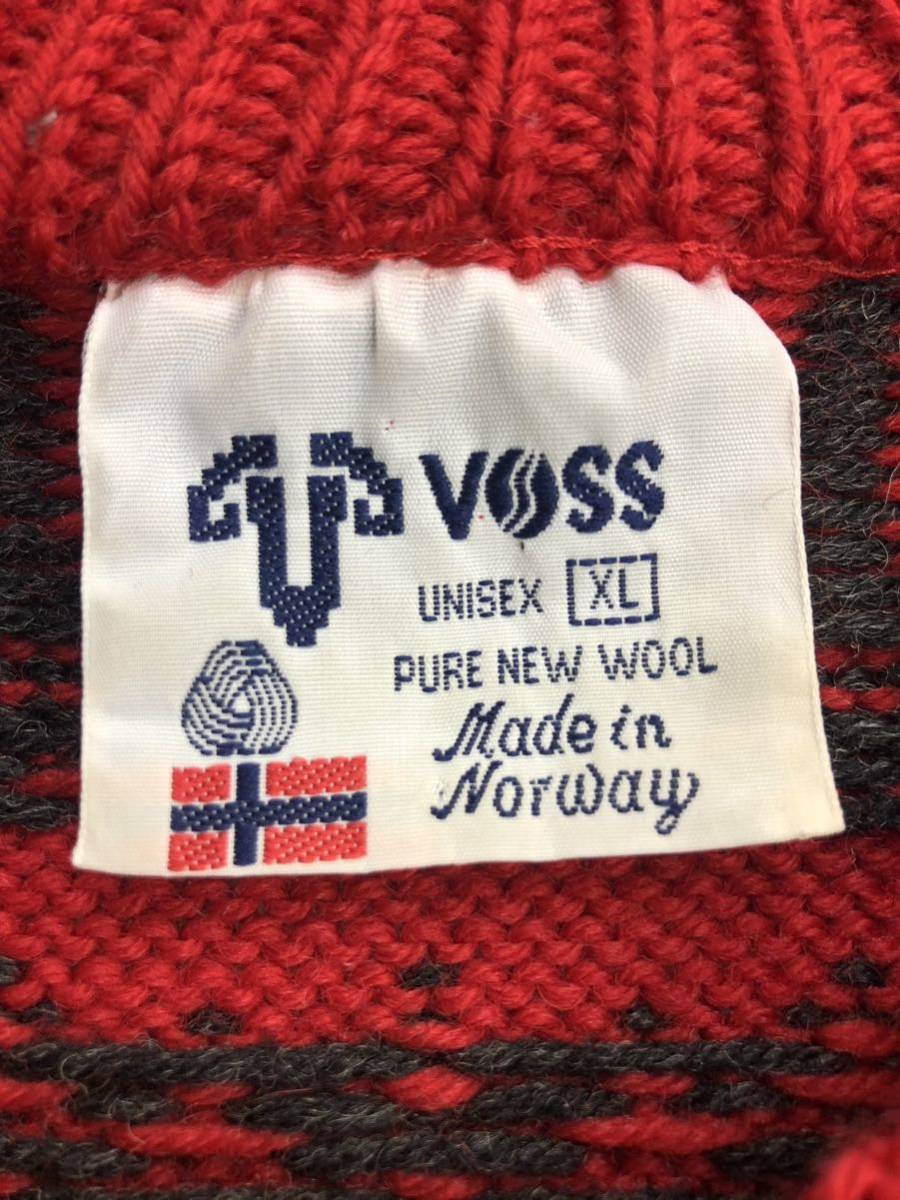 VOSS
UNISEX XL
PURE NEW WOOL
Made in
Norway